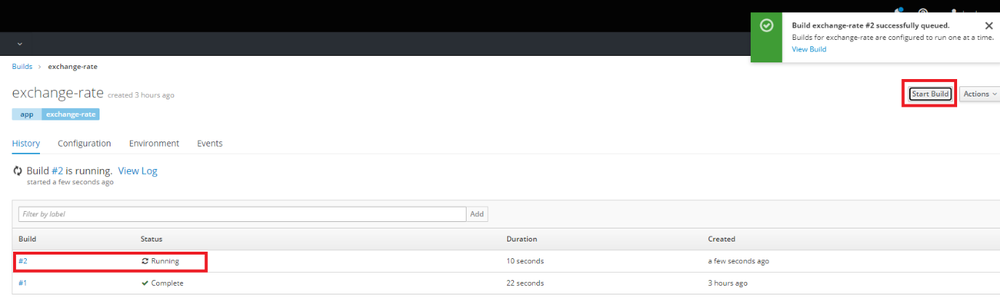 Build exchange-rate #2 successfully queued.
Builds for exchange-rate are configured to run one at a time.
View Build
Builds › exchange-rate
exchange-rate created 3 hours ago
Start Build Actions
app exchange-rate
History Configuration Environment Events
Build #2 is running. View Log
started a few seconds ago
Filter by label Add
Build Status Duration Created
#2 Running 10 seconds a few seconds ago
#1 Complete 22 seconds 3 hours ago